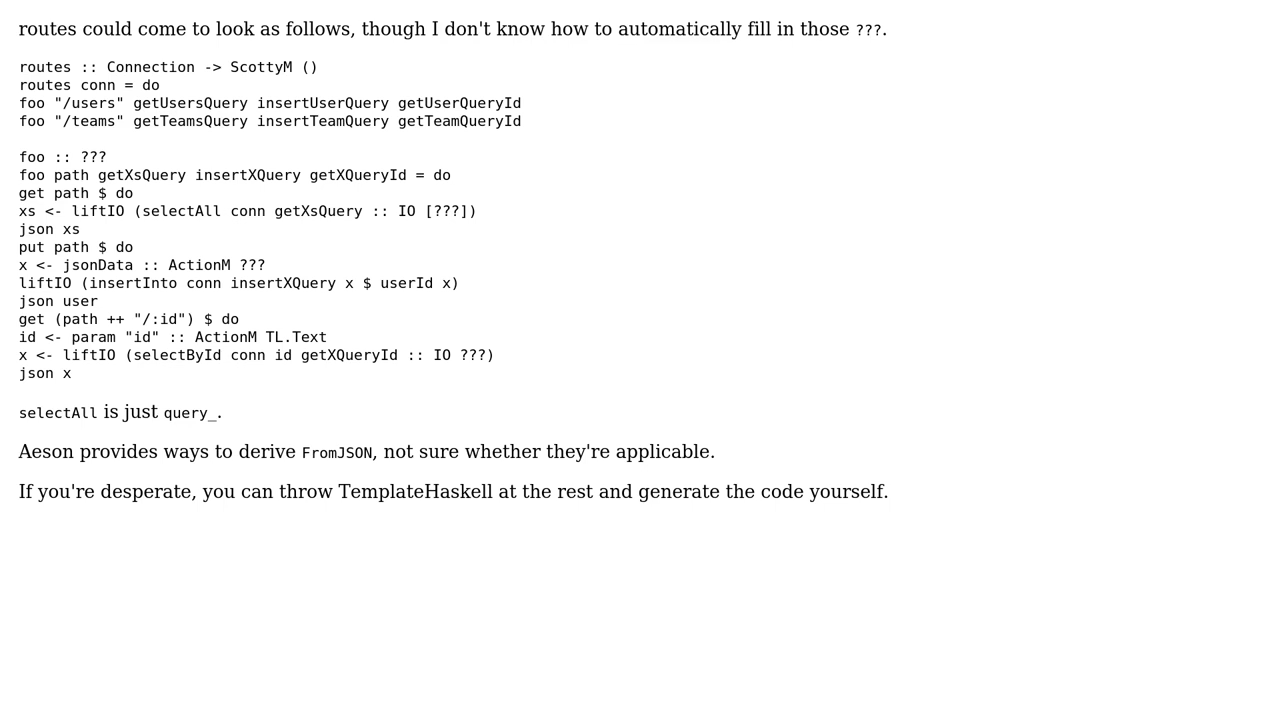 routes could come to look as follows, though I don't know how to automatically fill in those ???.
routes :: Connection -> ScottyM ()
routes conn = do
foo "/users" getUsersQuery insertUserQuery getUserQueryId
foo "/teams" getTeamsQuery insertTeamQuery getTeamQueryId
foo :: ???
foo path getXsQuery insertXQuery getXQueryId = do
get path $ do
xs <- liftIO (selectAll conn getXsQuery :: IO [???])
json xs
put path $ do
x <- jsonData :: ActionM ???
liftIO (insertInto conn insertXQuery x $ userId x)
json user
get (path ++ "/:id") $ do
id <- param "id" :: ActionM TL.Text
x <- liftIO (selectById conn id getXQueryId :: IO ???)
json x
selectAll is just query_.
Aeson provides ways to derive FromJSON, not sure whether they're applicable.
If you're desperate, you can throw TemplateHaskell at the rest and generate the code yourself.